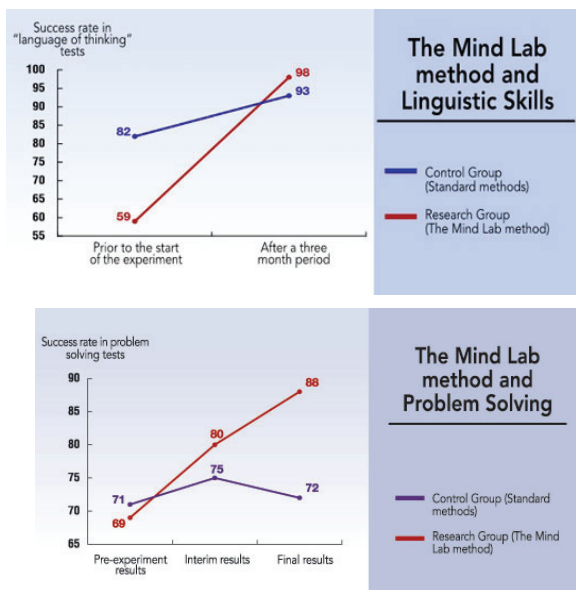 Success rate in
"language of thinking"
tests
100
95
90
85
80
75
70
65
60
55
82
59
98
93
Prior to the start
of the experiment
After a three
month period
The Mind Lab
method and
Linguistic Skills
Control Group
(Standard methods)
Research Group
(The Mind Lab method)
Success rate in problem
solving tests
90
85
80
75
70
65
71
69
80
75
88
72
Pre-experiment
results
Interim results
Final results
The Mind Lab
method and
Problem Solving
Control Group (Standard
methods)
Research Group (The Mind
Lab method)